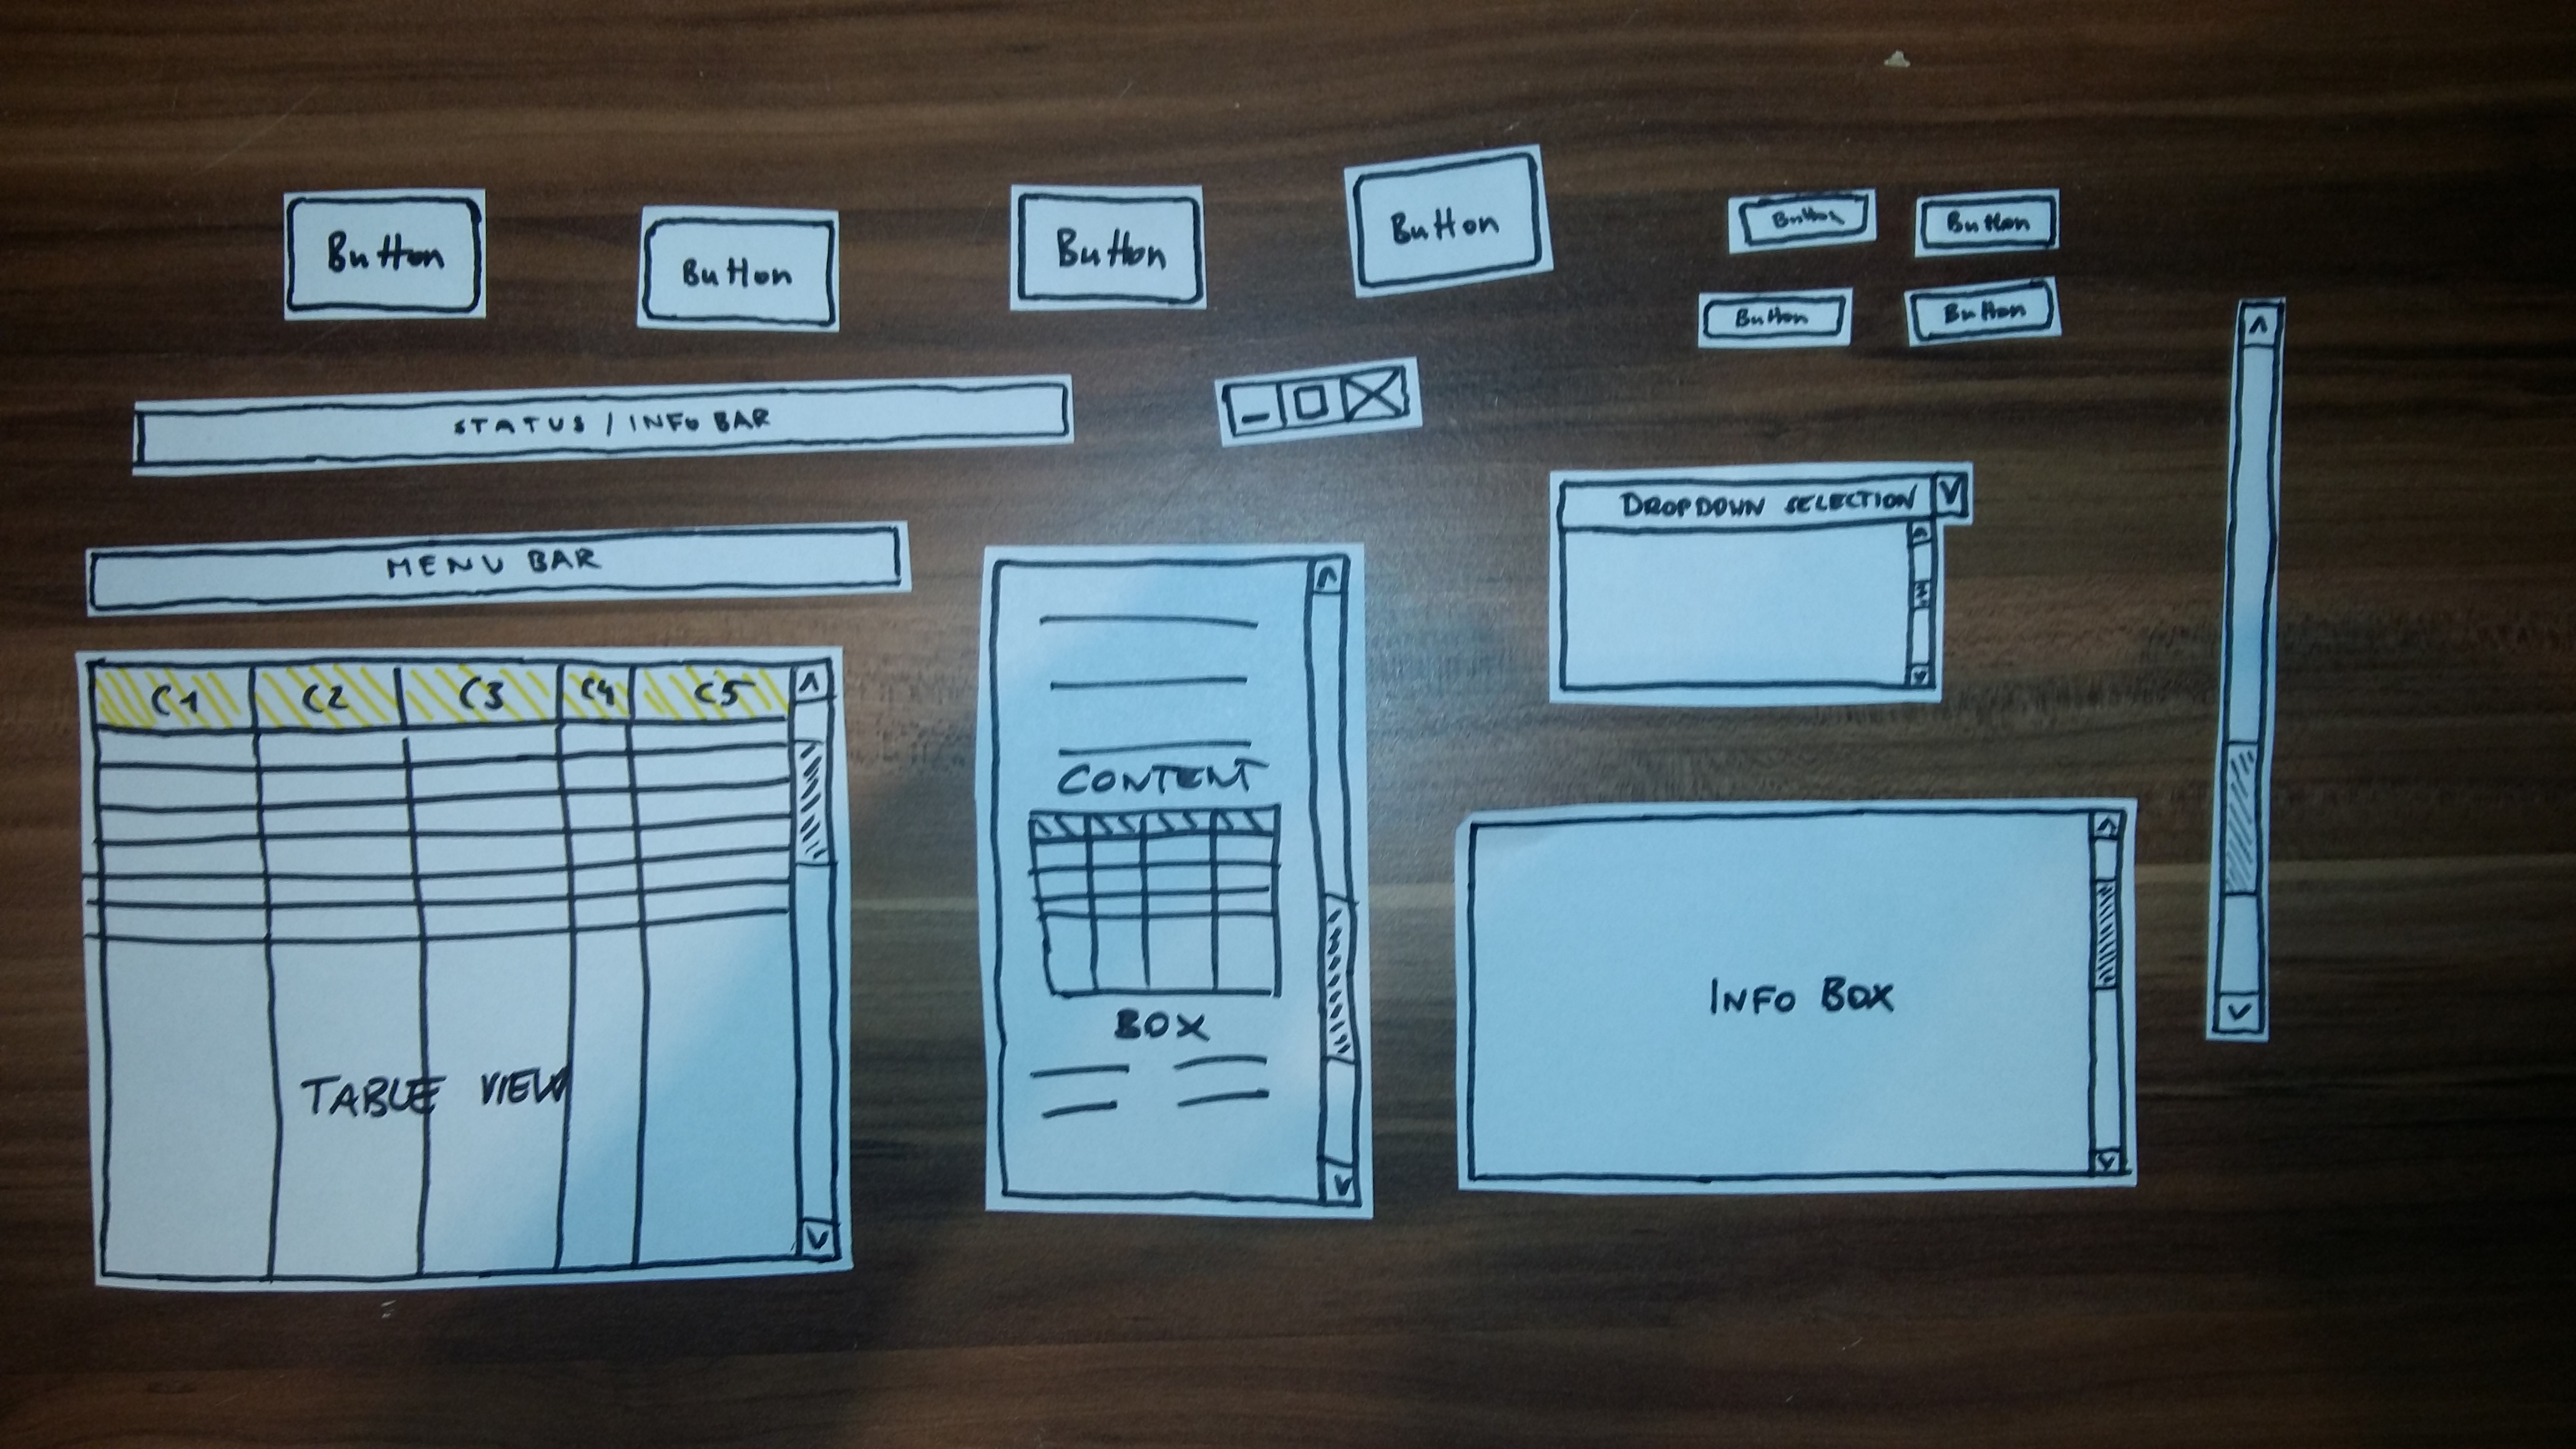 Button
Button
Button
Button
Button
Button
Button
Button
STATUS / INFO BAR
MENU BAR
DROPDOWN SELECTION
C1 C2 C3 C4 C5
TABLE VIEW
CONTENT
BOX
INFO BOX